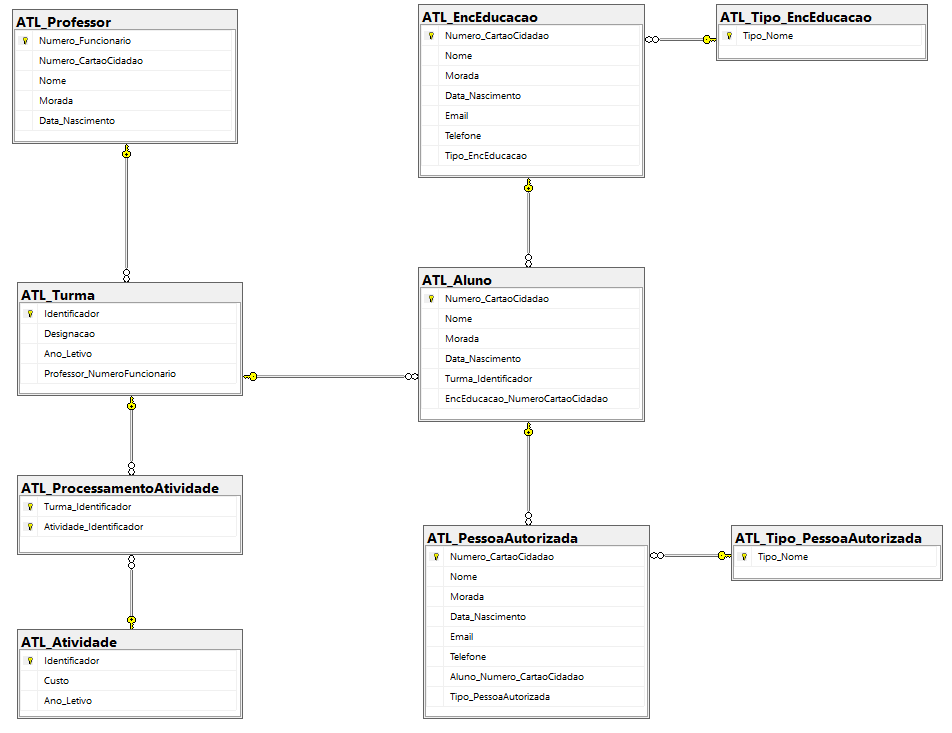 ATL_Professor
Numero_Funcionario
Numero_CartaoCidadao
Nome
Morada
Data_Nascimento
ATL_EncEducacao
Numero_CartaoCidadao
Nome
Morada
Data_Nascimento
Email
Telefone
Tipo_EncEducacao
ATL_Tipo_EncEducacao
Tipo_Nome
ATL_Turma
Identificador
Designacao
Ano_Letivo
Professor_NumeroFuncionario
ATL_Aluno
Numero_CartaoCidadao
Nome
Morada
Data_Nascimento
Turma_Identificador
EncEducacao_NumeroCartaoCidadao
ATL_ProcessamentoAtividade
Turma_Identificador
Atividade_Identificador
ATL_PessoaAutorizada
Numero_CartaoCidadao
Nome
Morada
Data_Nascimento
Email
Telefone
Aluno_Numero_CartaoCidadao
Tipo_PessoaAutorizada
ATL_Tipo_PessoaAutorizada
Tipo_Nome
ATL_Atividade
Identificador
Custo
Ano_Letivo